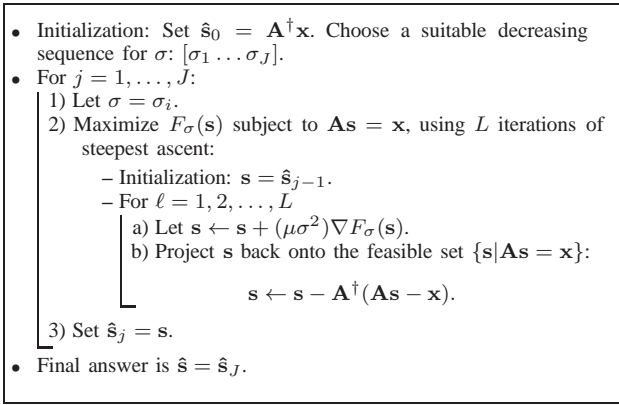 • Initialization: Set ŝ₀ = A†x. Choose a suitable decreasing
sequence for σ: [σ₁ … σ_J].
• For j = 1, …, J:
1) Let σ = σᵢ.
2) Maximize F_σ(s) subject to As = x, using L iterations of
steepest ascent:
– Initialization: s = ŝ_{j−1}.
– For ℓ = 1, 2, …, L
a) Let s ← s + (μσ²)∇F_σ(s).
b) Project s back onto the feasible set {s|As = x}:
s ← s − A†(As − x).
3) Set ŝ_j = s.
• Final answer is ŝ = ŝ_J.